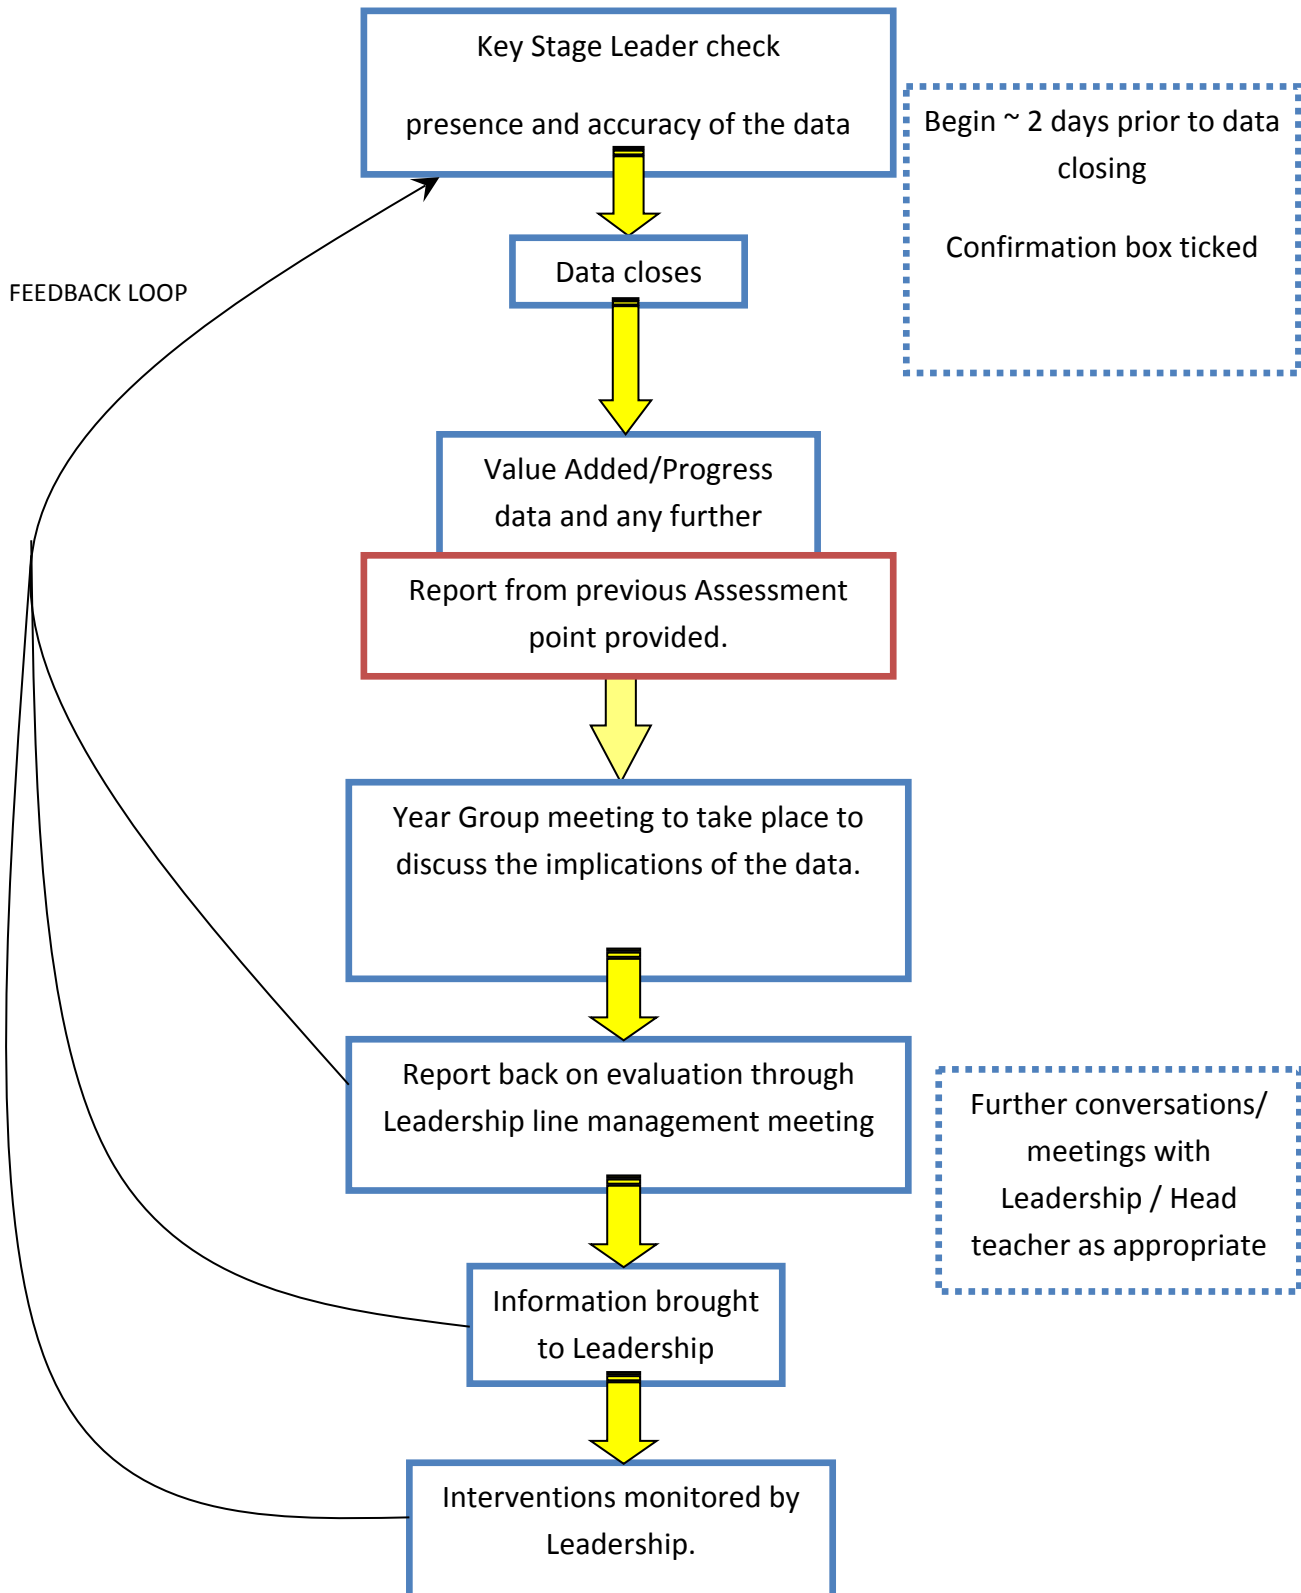 Key Stage Leader check
presence and accuracy of the data
Begin ~ 2 days prior to data
closing
Confirmation box ticked
Data closes
FEEDBACK LOOP
Value Added/Progress
data and any further
Report from previous Assessment
point provided.
Year Group meeting to take place to
discuss the implications of the data.
Report back on evaluation through
Leadership line management meeting
Further conversations/
meetings with
Leadership / Head
teacher as appropriate
Information brought
to Leadership
Interventions monitored by
Leadership.